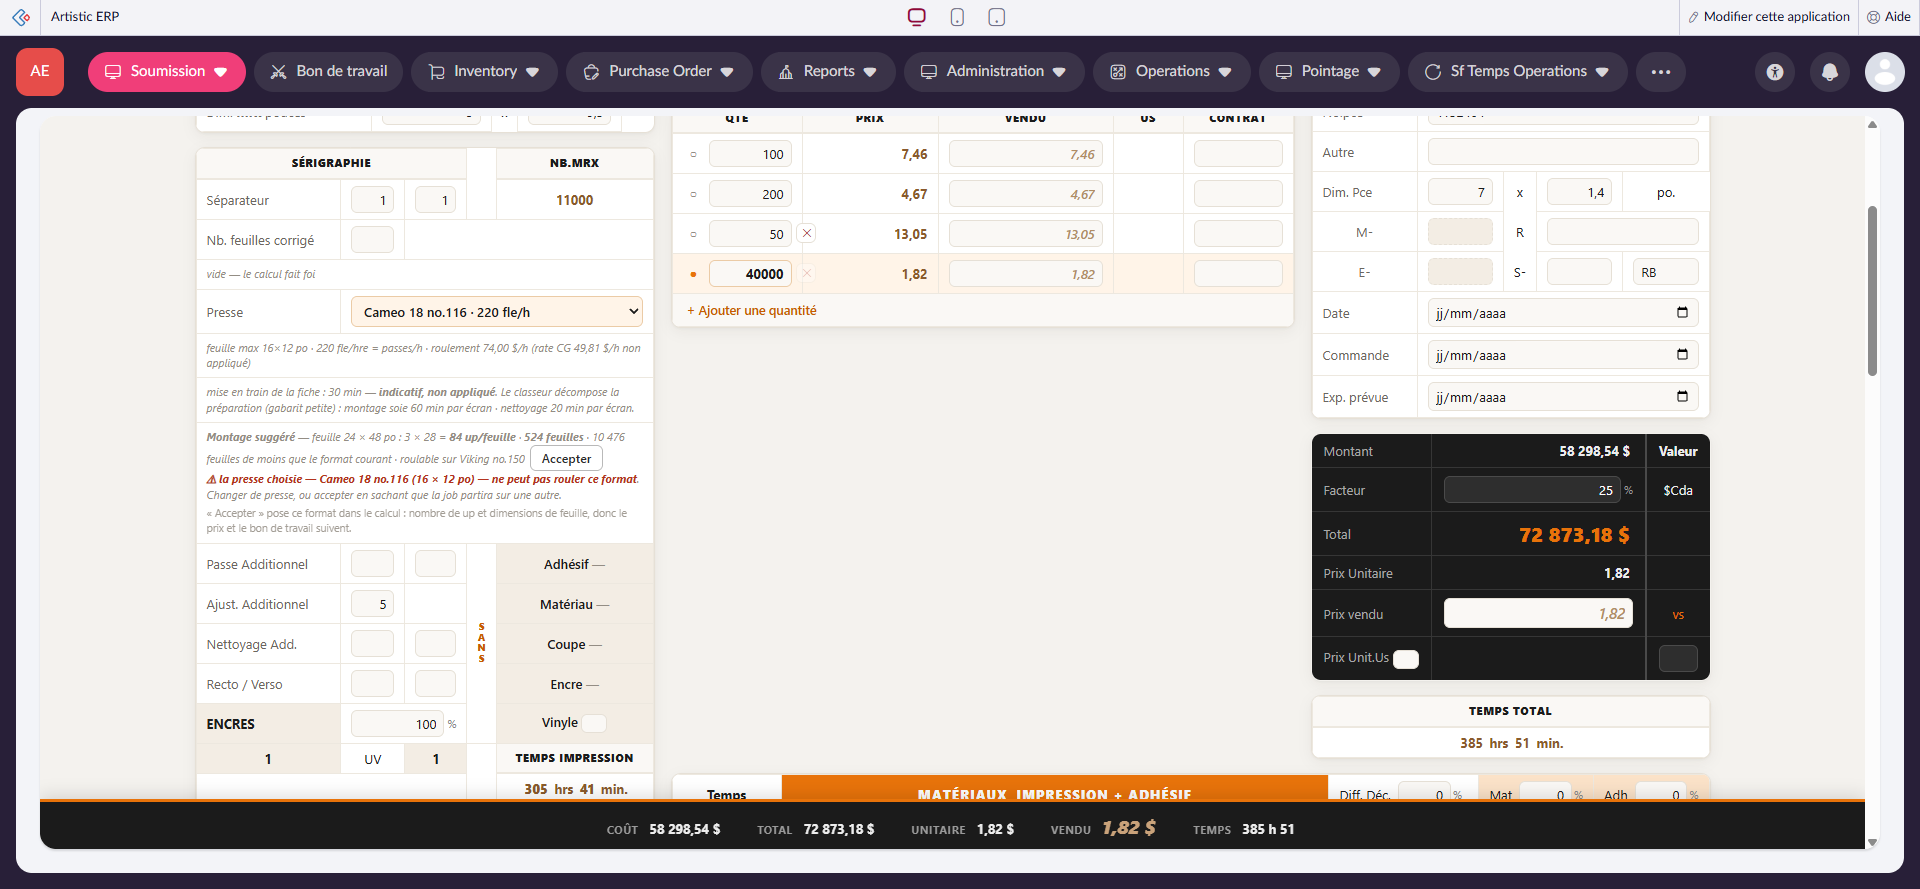 Artistic ERP
Modifier cette application
Aide
AE
Soumission
Bon de travail
Inventory
Purchase Order
Reports
Administration
Operations
Pointage
Sf Temps Operations
SÉRIGRAPHIE
NB.MRX
Séparateur 1 1 11000
Nb. feuilles corrigé
vide — le calcul fait foi
Presse Cameo 18 no.116 · 220 fle/h
feuille max 16×12 po · 220 fle/hre = passes/h · roulement 74,00 $/h (rate CG 49,81 $/h non
appliqué)
mise en train de la fiche : 30 min — indicatif, non appliqué. Le classeur décompose la
préparation (gabarit petite) : montage soie 60 min par écran · nettoyage 20 min par écran.
Montage suggéré — feuille 24 × 48 po : 3 × 28 = 84 up/feuille · 524 feuilles · 10 476
feuilles de moins que le format courant · roulable sur Viking no.150 Accepter
⚠ la presse choisie — Cameo 18 no.116 (16 × 12 po) — ne peut pas rouler ce format.
Changer de presse, ou accepter en sachant que la job partira sur une autre.
« Accepter » pose ce format dans le calcul : nombre de up et dimensions de feuille, donc le
prix et le bon de travail suivent.
Passe Additionnel
Ajust. Additionnel 5
Nettoyage Add.
Recto / Verso
ENCRES 100 %
1 UV 1
SANS
Adhésif —
Matériau —
Coupe —
Encre —
Vinyle
TEMPS IMPRESSION
305 hrs 41 min.
QTÉ PRIX VENDU US CONTRAT
100 7,46 7,46
200 4,67 4,67
50 × 13,05 13,05
40000 × 1,82 1,82
+ Ajouter une quantité
Autre
Dim. Pce 7 x 1,4 po.
M- R
E- S- RB
Date jj/mm/aaaa
Commande jj/mm/aaaa
Exp. prévue jj/mm/aaaa
Montant 58 298,54 $ Valeur
Facteur 25 % $Cda
Total 72 873,18 $
Prix Unitaire 1,82
Prix vendu 1,82 vs
Prix Unit.Us
TEMPS TOTAL
385 hrs 51 min.
Temps MATÉRIAUX IMPRESSION + ADHÉSIF Diff. Déc. 0 % Mat 0 % Adh 0 %
COÛT 58 298,54 $ TOTAL 72 873,18 $ UNITAIRE 1,82 $ VENDU 1,82 $ TEMPS 385 h 51